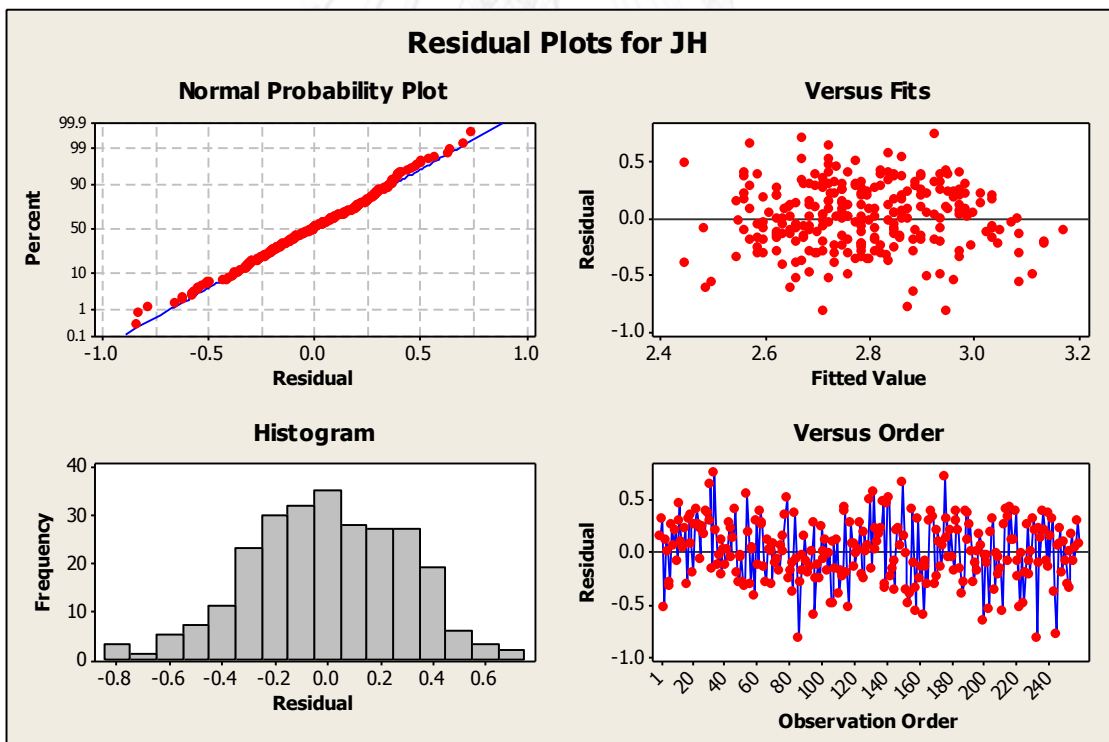 Residual Plots for JH
Normal Probability Plot
99.9
99
90
50
10
1
0.1
Percent
-1.0 -0.5 0.0 0.5 1.0
Residual
Versus Fits
0.5
0.0
-0.5
-1.0
Residual
2.4 2.6 2.8 3.0 3.2
Fitted Value
Histogram
40
30
20
10
0
Frequency
-0.8 -0.6 -0.4 -0.2 0.0 0.2 0.4 0.6
Residual
Versus Order
0.5
0.0
-0.5
-1.0
Residual
1 20 40 60 80 100 120 140 160 180 200 220 240
Observation Order